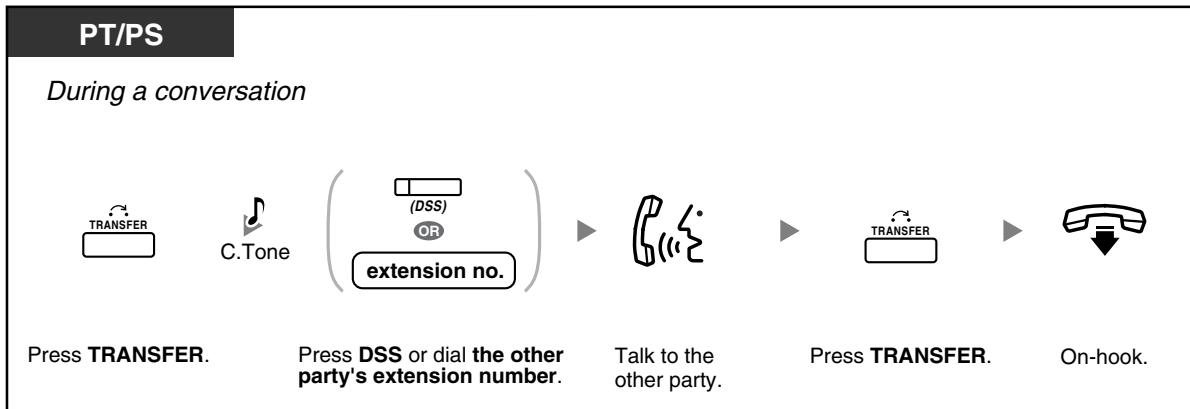 PT/PS
During a conversation
TRANSFER
C.Tone
(DSS)
OR
extension no.
TRANSFER
Press TRANSFER.
Press DSS or dial the other
party's extension number.
Talk to the
other party.
Press TRANSFER.
On-hook.